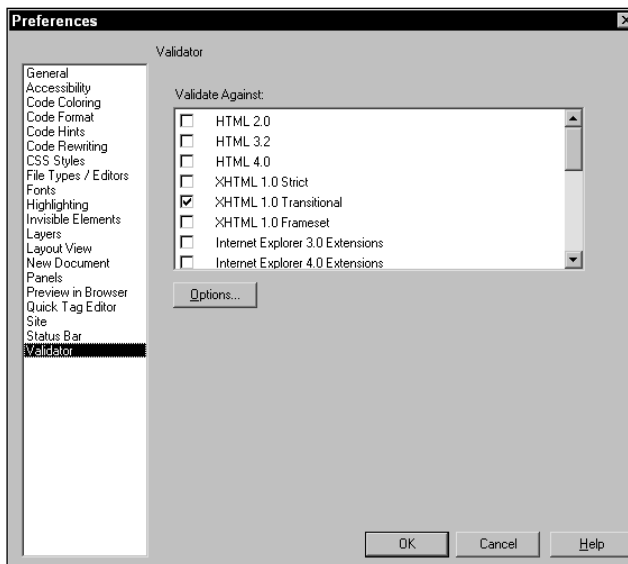 Preferences
Validator
General
Accessibility
Code Coloring
Code Format
Code Hints
Code Rewriting
CSS Styles
File Types / Editors
Fonts
Highlighting
Invisible Elements
Layers
Layout View
New Document
Panels
Preview in Browser
Quick Tag Editor
Site
Status Bar
Validator
Validate Against:
HTML 2.0
HTML 3.2
HTML 4.0
XHTML 1.0 Strict
XHTML 1.0 Transitional
XHTML 1.0 Frameset
Internet Explorer 3.0 Extensions
Internet Explorer 4.0 Extensions
Options...
OK Cancel Help